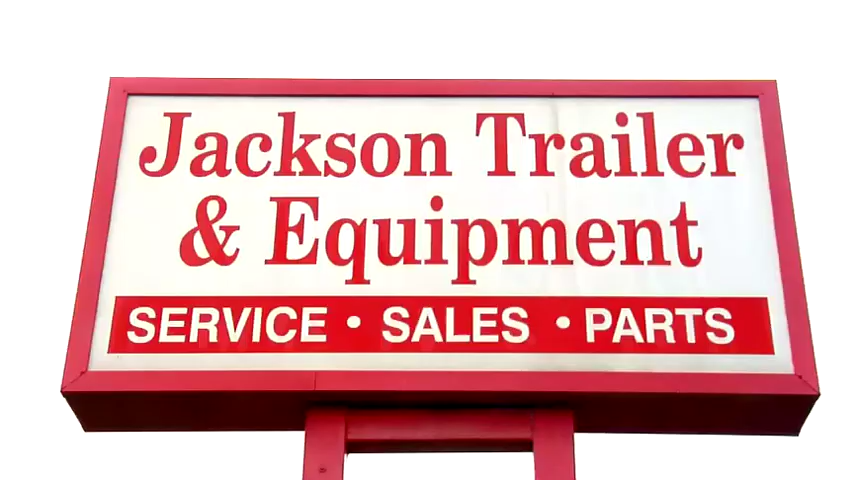 Jackson Trailer
& Equipment
SERVICE • SALES • PARTS